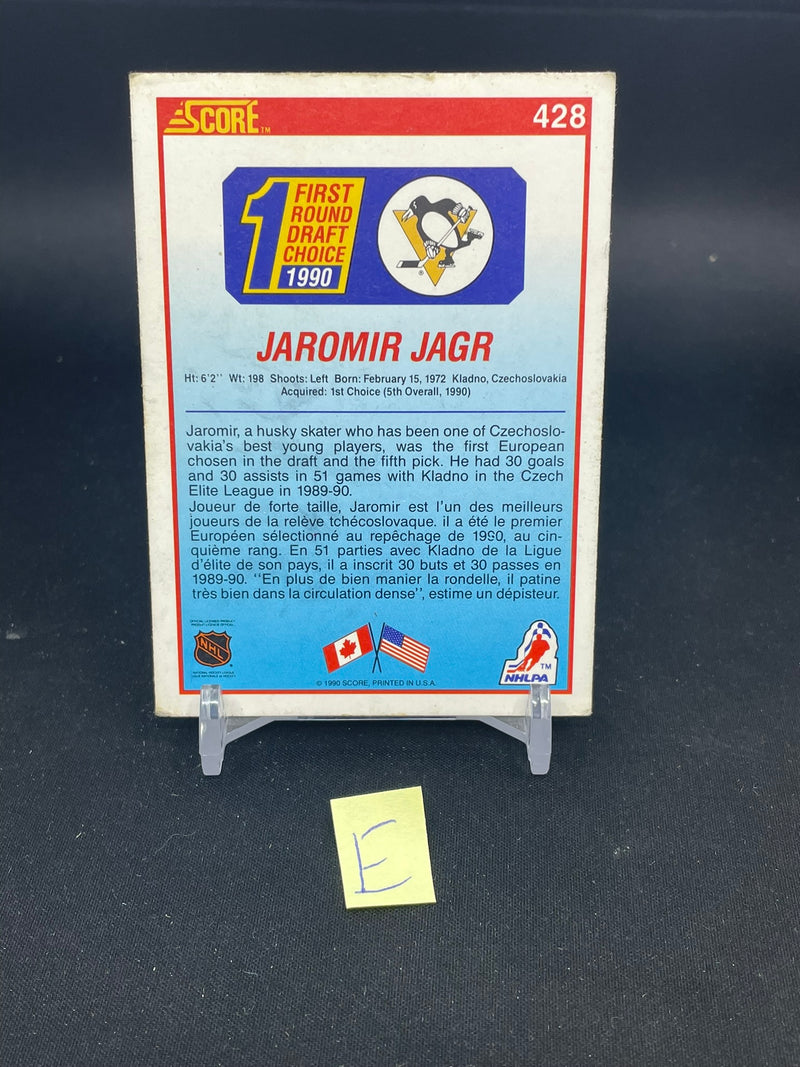 SCORE™
428
1
FIRST
ROUND
DRAFT
CHOICE
1990
®
JAROMIR JAGR
Ht: 6'2'' Wt: 198 Shoots: Left Born: February 15, 1972 Kladno, Czechoslovakia
Acquired: 1st Choice (5th Overall, 1990)
Jaromir, a husky skater who has been one of Czechoslo-
vakia's best young players, was the first European
chosen in the draft and the fifth pick. He had 30 goals
and 30 assists in 51 games with Kladno in the Czech
Elite League in 1989-90.
Joueur de forte taille, Jaromir est l'un des meilleurs
joueurs de la relève tchécoslovaque. il a été le premier
Européen sélectionné au repêchage de 1990, au cin-
quième rang. En 51 parties avec Kladno de la Ligue
d'élite de son pays, il a inscrit 30 buts et 30 passes en
1989-90. ''En plus de bien manier la rondelle, il patine
très bien dans la circulation dense'', estime un dépisteur.
NHL
© 1990 SCORE, PRINTED IN U.S.A.
TM
NHLPA
E